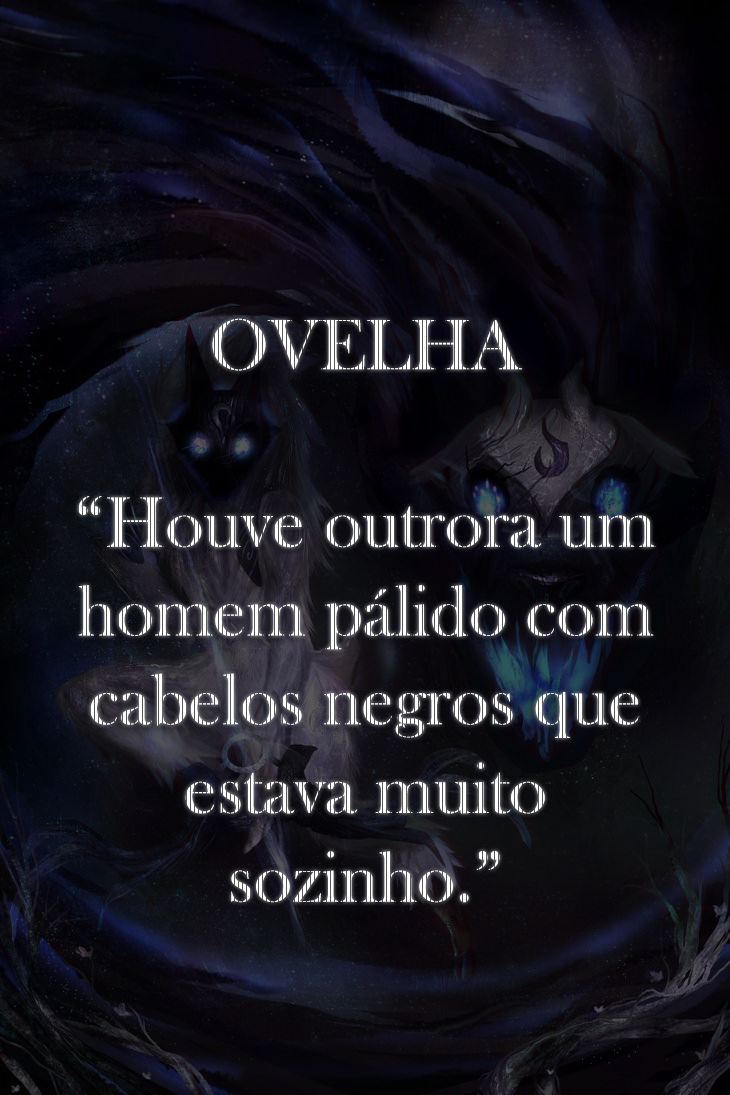 OVELHA
“Houve outrora um
homem pálido com
cabelos negros que
estava muito
sozinho.”